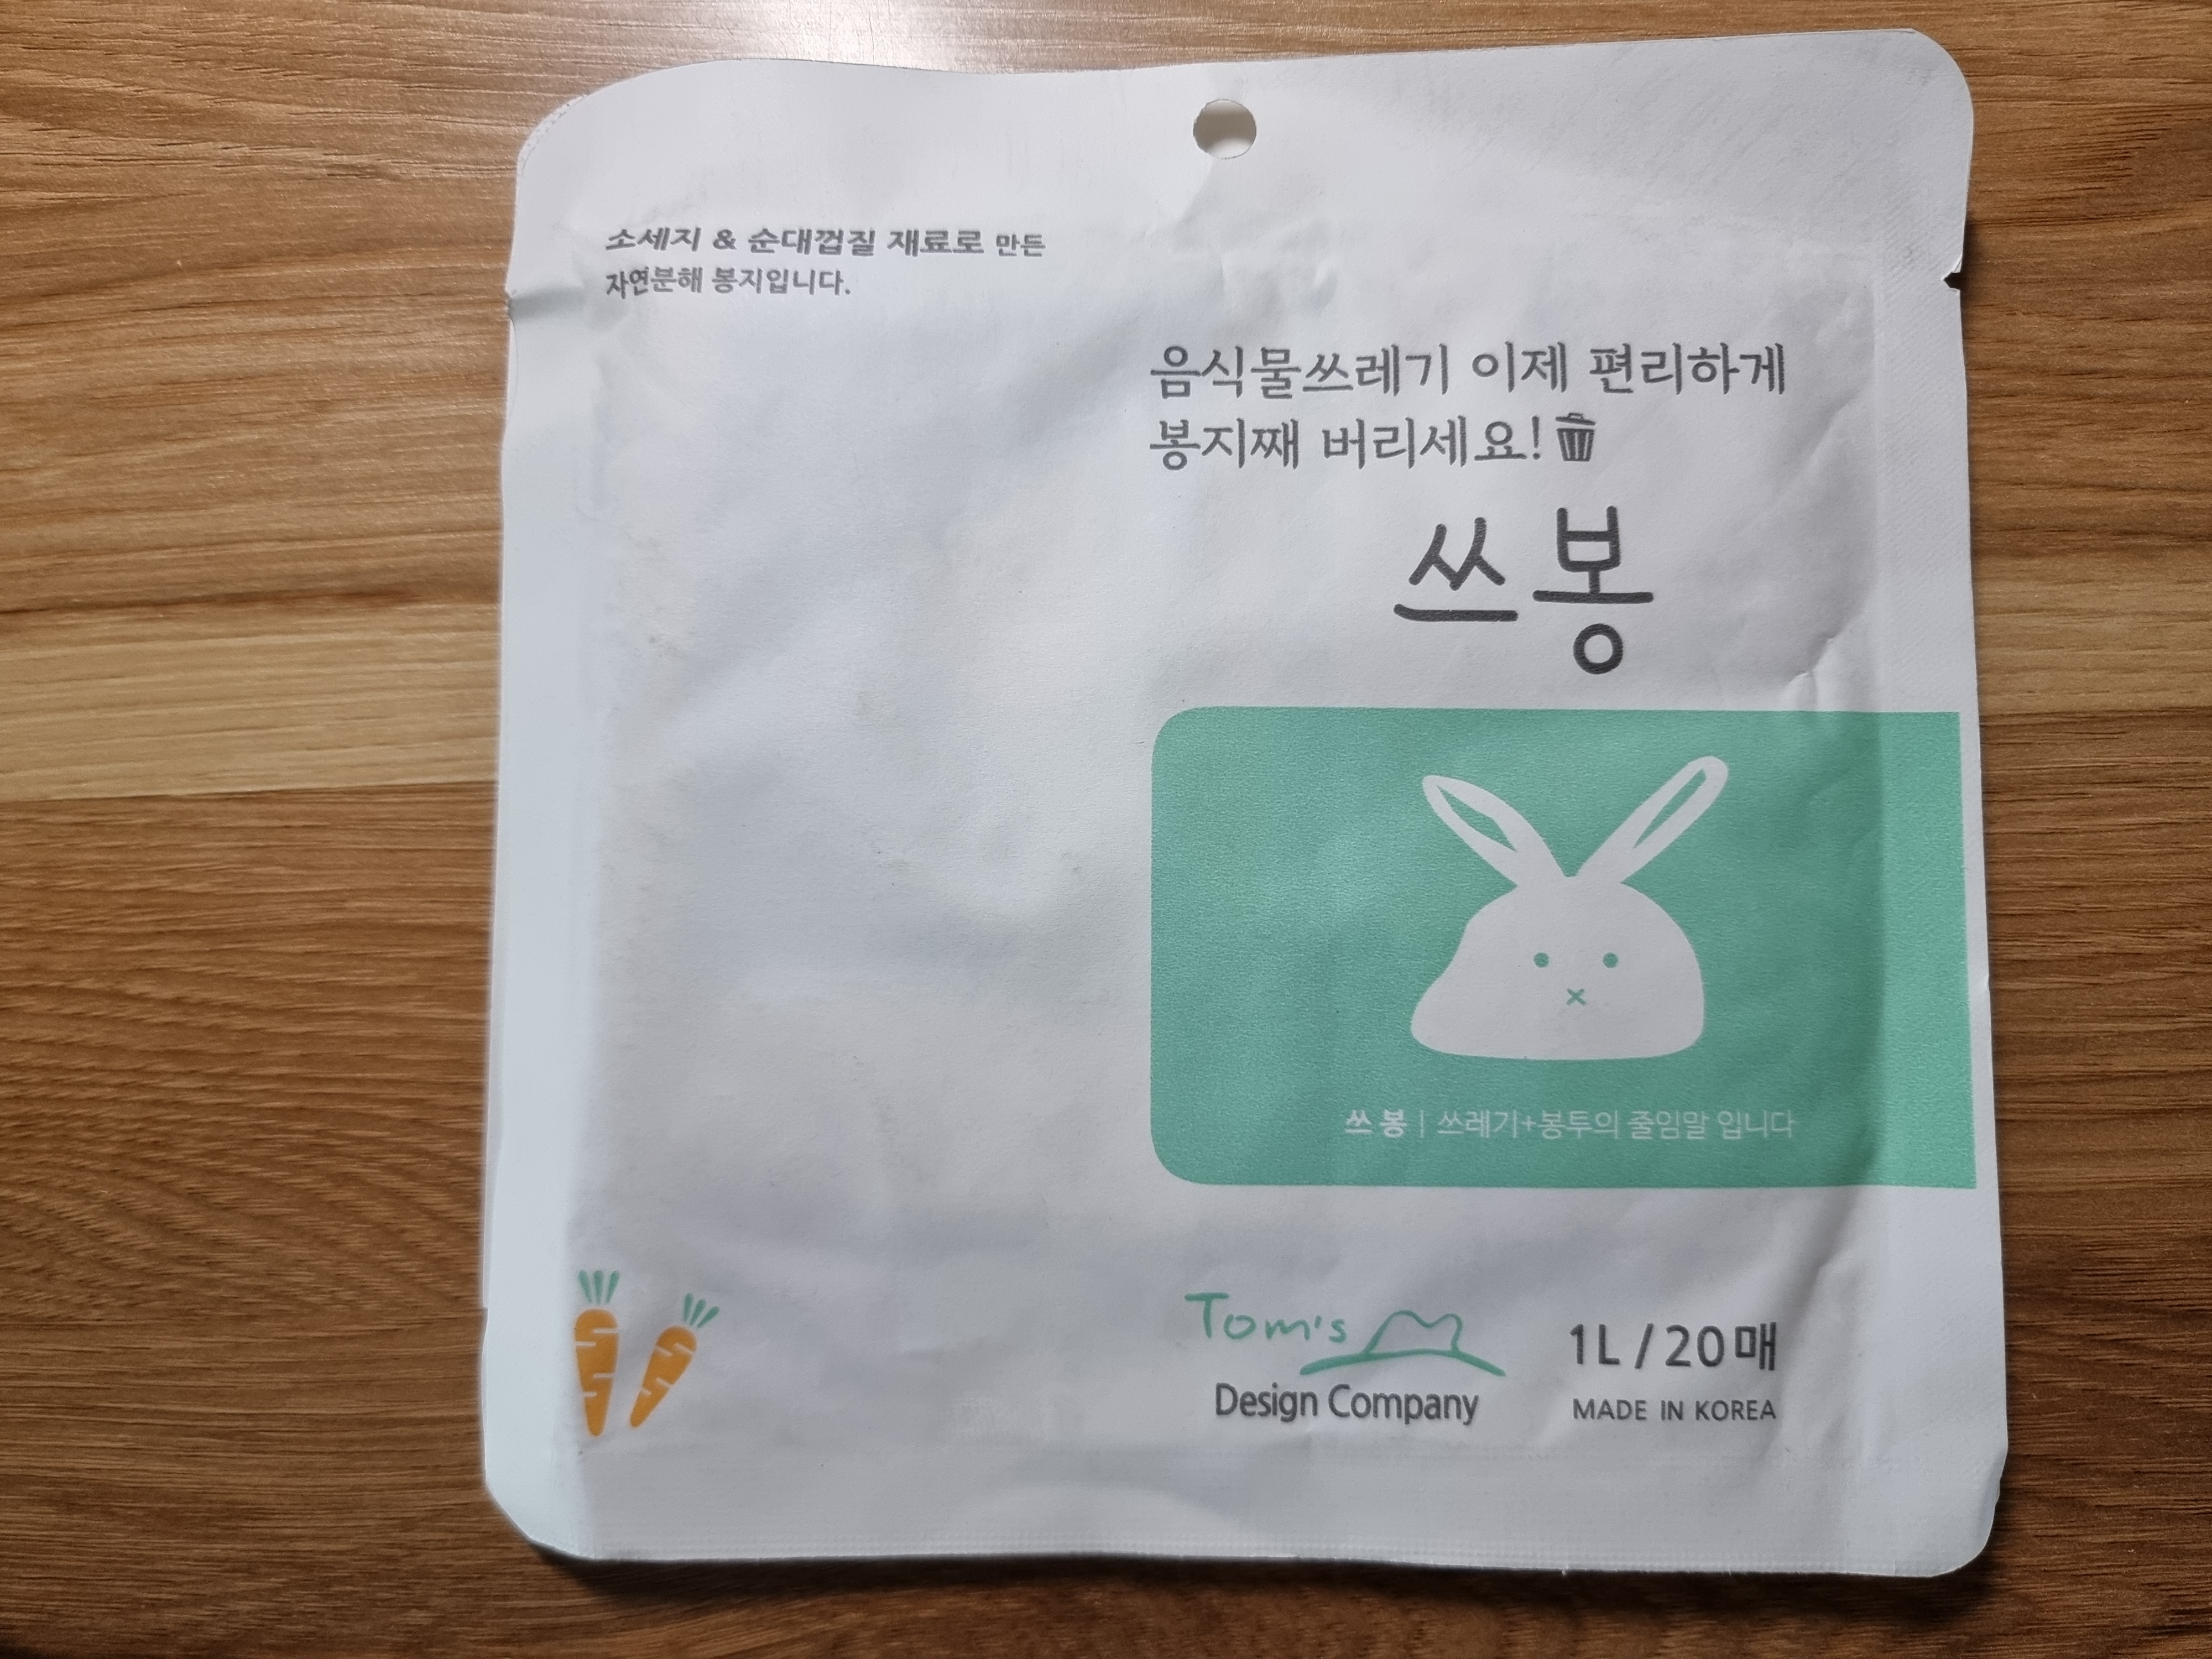 소세지 & 순대껍질 재료로 만든
자연분해 봉지입니다.
음식물쓰레기 이제 편리하게
봉지째 버리세요!
쓰봉
쓰봉 | 쓰레기+봉투의 줄임말 입니다
Tom's
Design Company
1L / 20매
MADE IN KOREA